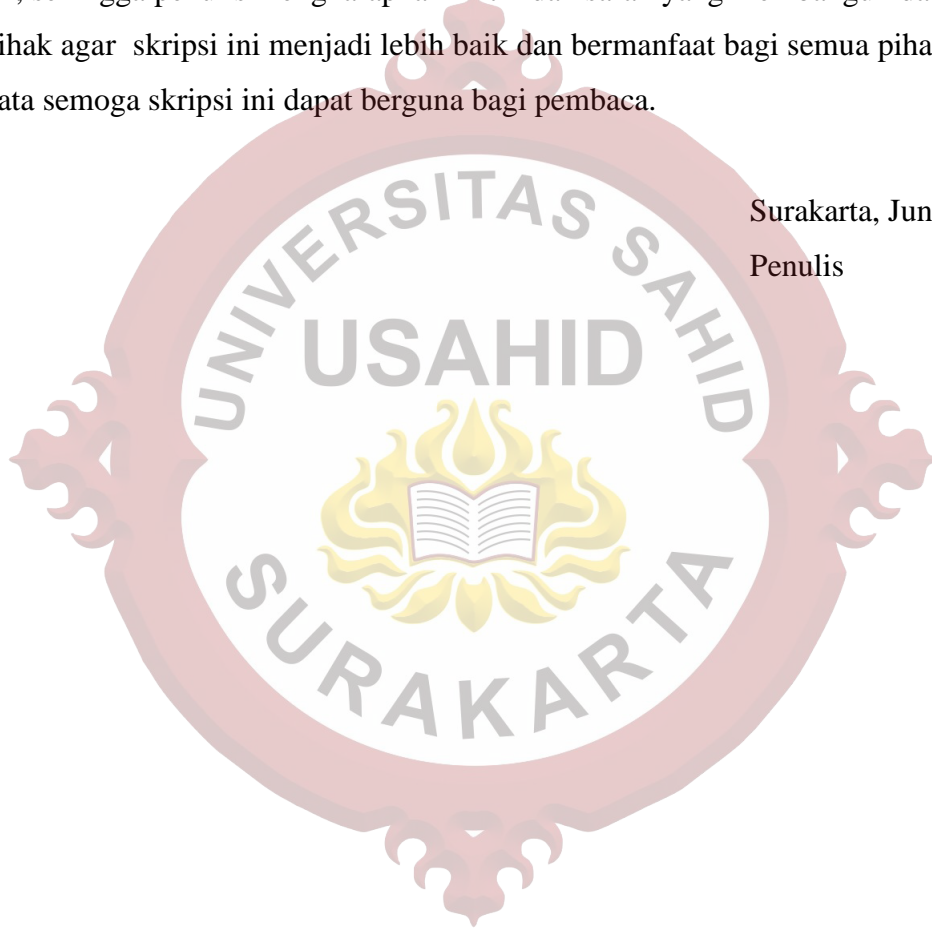 ihak agar skripsi ini menjadi lebih baik dan bermanfaat bagi semua piha
ata semoga skripsi ini dapat berguna bagi pembaca.
Surakarta, Jun
Penulis
UNIVERSITAS SAHID
USAHID
SURAKARTA